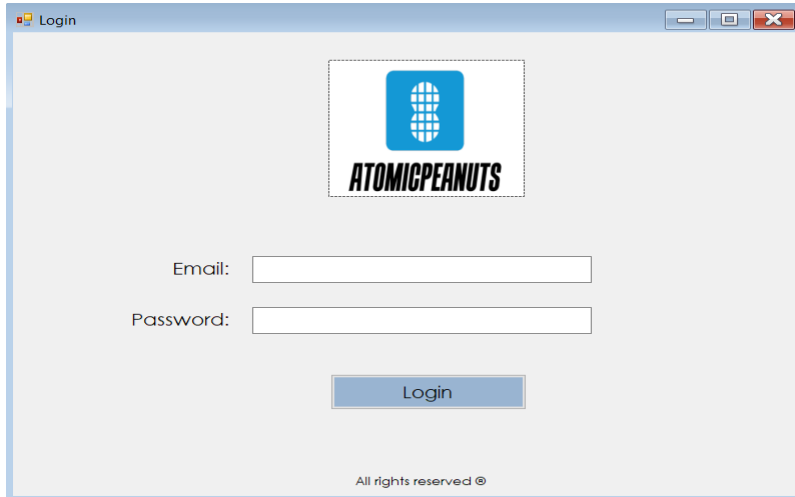 Login
ATOMICPEANUTS
Email:
Password:
Login
All rights reserved ®